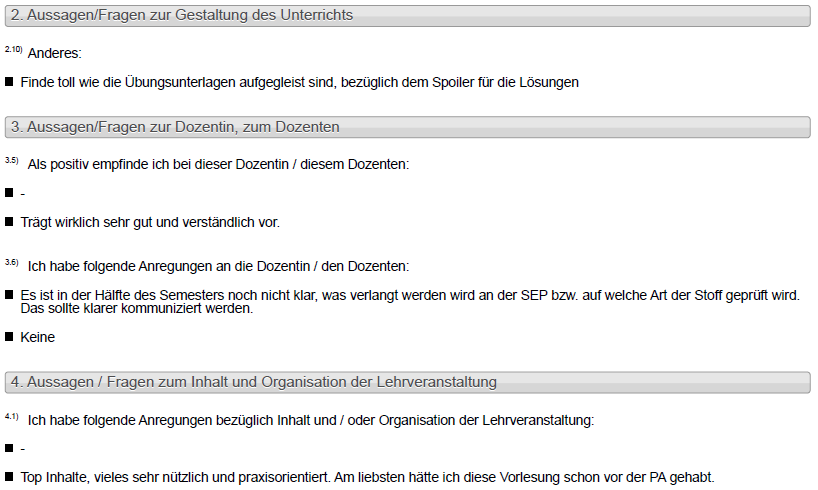 2. Aussagen/Fragen zur Gestaltung des Unterrichts
2.10) Anderes:
■ Finde toll wie die Übungsunterlagen aufgegleist sind, bezüglich dem Spoiler für die Lösungen
3. Aussagen/Fragen zur Dozentin, zum Dozenten
3.5) Als positiv empfinde ich bei dieser Dozentin / diesem Dozenten:
■ -
■ Trägt wirklich sehr gut und verständlich vor.
3.6) Ich habe folgende Anregungen an die Dozentin / den Dozenten:
■ Es ist in der Hälfte des Semesters noch nicht klar, was verlangt werden wird an der SEP bzw. auf welche Art der Stoff geprüft wird.
Das sollte klarer kommuniziert werden.
■ Keine
4. Aussagen / Fragen zum Inhalt und Organisation der Lehrveranstaltung
4.1) Ich habe folgende Anregungen bezüglich Inhalt und / oder Organisation der Lehrveranstaltung:
■ -
■ Top Inhalte, vieles sehr nützlich und praxisorientiert. Am liebsten hätte ich diese Vorlesung schon vor der PA gehabt.